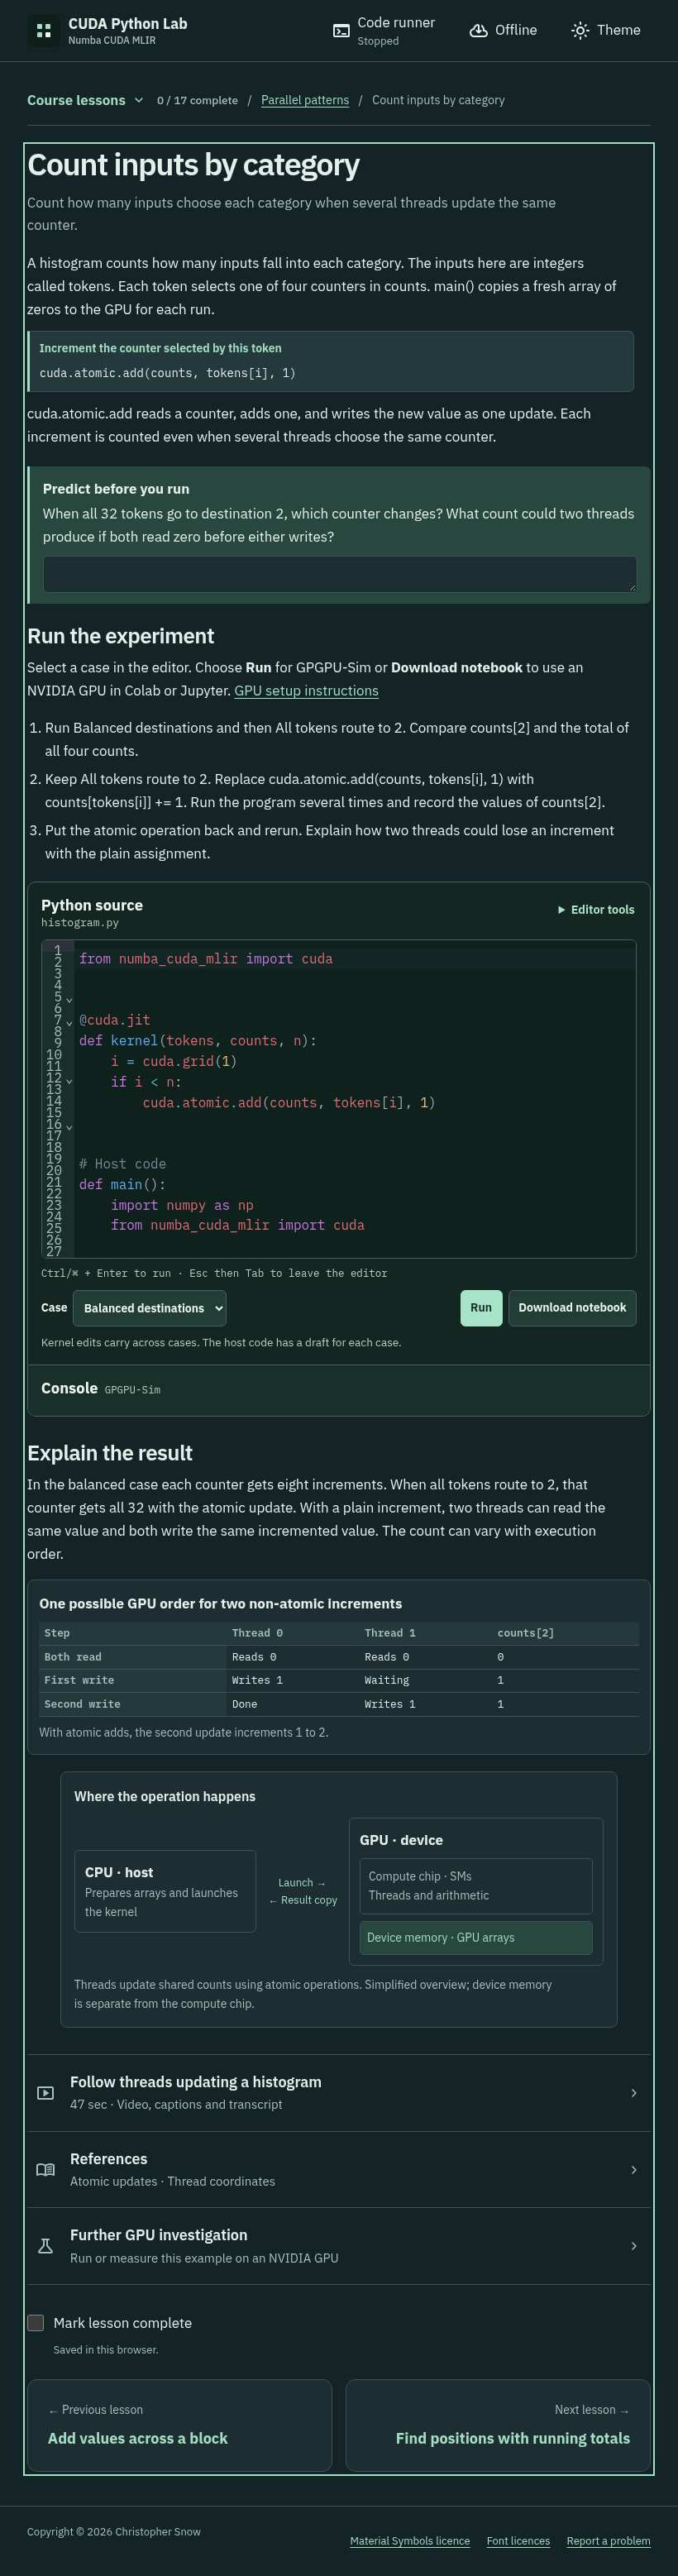 CUDA Python Lab
Numba CUDA MLIR
Code runner
Stopped
Offline
Theme
Course lessons
0 / 17 complete / Parallel patterns / Count inputs by category
Count inputs by category
Count how many inputs choose each category when several threads update the same
counter.
A histogram counts how many inputs fall into each category. The inputs here are integers
called tokens. Each token selects one of four counters in counts. main() copies a fresh array of
zeros to the GPU for each run.
Increment the counter selected by this token
cuda.atomic.add(counts, tokens[i], 1)
cuda.atomic.add reads a counter, adds one, and writes the new value as one update. Each
increment is counted even when several threads choose the same counter.
Predict before you run
When all 32 tokens go to destination 2, which counter changes? What count could two threads
produce if both read zero before either writes?
Run the experiment
Select a case in the editor. Choose Run for GPGPU-Sim or Download notebook to use an
NVIDIA GPU in Colab or Jupyter. GPU setup instructions
1. Run Balanced destinations and then All tokens route to 2. Compare counts[2] and the total of
all four counts.
2. Keep All tokens route to 2. Replace cuda.atomic.add(counts, tokens[i], 1) with
counts[tokens[i]] += 1. Run the program several times and record the values of counts[2].
3. Put the atomic operation back and rerun. Explain how two threads could lose an increment
with the plain assignment.
Python source
histogram.py
▶ Editor tools
1
2
3
4
5
6
7
8
9
10
11
12
13
14
15
16
17
18
19
20
21
22
23
24
25
26
27
from numba_cuda_mlir import cuda
@cuda.jit
def kernel(tokens, counts, n):
i = cuda.grid(1)
if i < n:
cuda.atomic.add(counts, tokens[i], 1)
# Host code
def main():
import numpy as np
from numba_cuda_mlir import cuda
Ctrl/⌘ + Enter to run · Esc then Tab to leave the editor
Case Balanced destinations
Run
Download notebook
Kernel edits carry across cases. The host code has a draft for each case.
Console GPGPU-Sim
Explain the result
In the balanced case each counter gets eight increments. When all tokens route to 2, that
counter gets all 32 with the atomic update. With a plain increment, two threads can read the
same value and both write the same incremented value. The count can vary with execution
order.
One possible GPU order for two non-atomic increments
Step Thread 0 Thread 1 counts[2]
Both read Reads 0 Reads 0 0
First write Writes 1 Waiting 1
Second write Done Writes 1 1
With atomic adds, the second update increments 1 to 2.
Where the operation happens
CPU · host
Prepares arrays and launches
the kernel
Launch →
← Result copy
GPU · device
Compute chip · SMs
Threads and arithmetic
Device memory · GPU arrays
Threads update shared counts using atomic operations. Simplified overview; device memory
is separate from the compute chip.
Follow threads updating a histogram
47 sec · Video, captions and transcript
References
Atomic updates · Thread coordinates
Further GPU investigation
Run or measure this example on an NVIDIA GPU
Mark lesson complete
Saved in this browser.
← Previous lesson
Add values across a block
Next lesson →
Find positions with running totals
Copyright © 2026 Christopher Snow
Material Symbols licence
Font licences
Report a problem